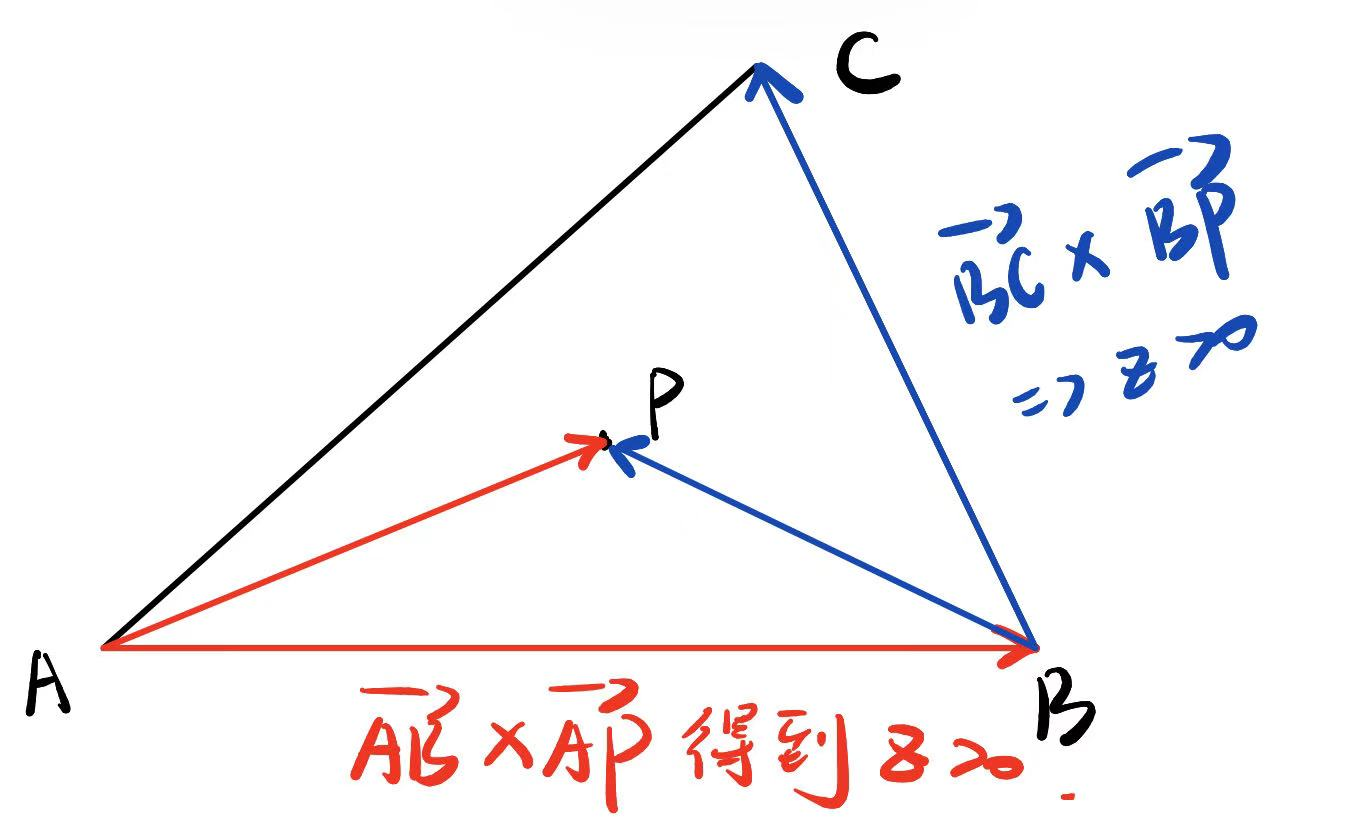 C
BC × BP
=> z >0
P
A
B
AB × AP 得到 z >0.